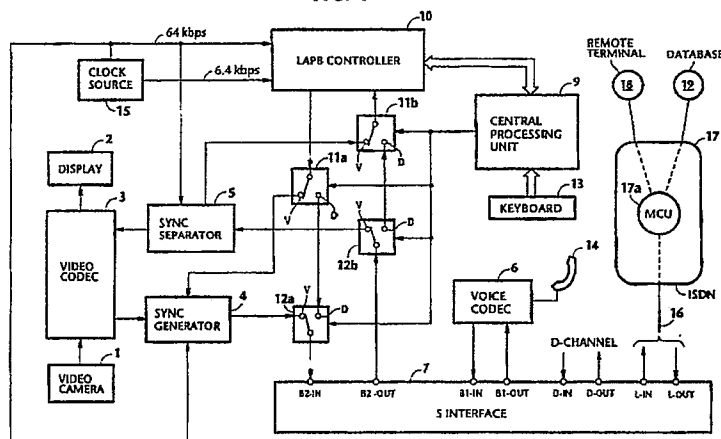 64 kbps
10
LAPB CONTROLLER
CLOCK SOURCE
15
6.4 kbps
REMOTE TERMINAL
18
DATABASE
19
9
CENTRAL PROCESSING UNIT
11b
V
D
17
17a
MCU
ISDN
2
DISPLAY
3
VIDEO CODEC
5
SYNC SEPARATOR
11a
V
D
13
KEYBOARD
V
D
12b
14
6
VOICE CODEC
4
SYNC GENERATOR
12a
V
D
16
1
VIDEO CAMERA
7
D-CHANNEL
B2-IN
B2-OUT
B1-IN
B1-OUT
D-IN
D-OUT
L-IN
L-OUT
S INTERFACE